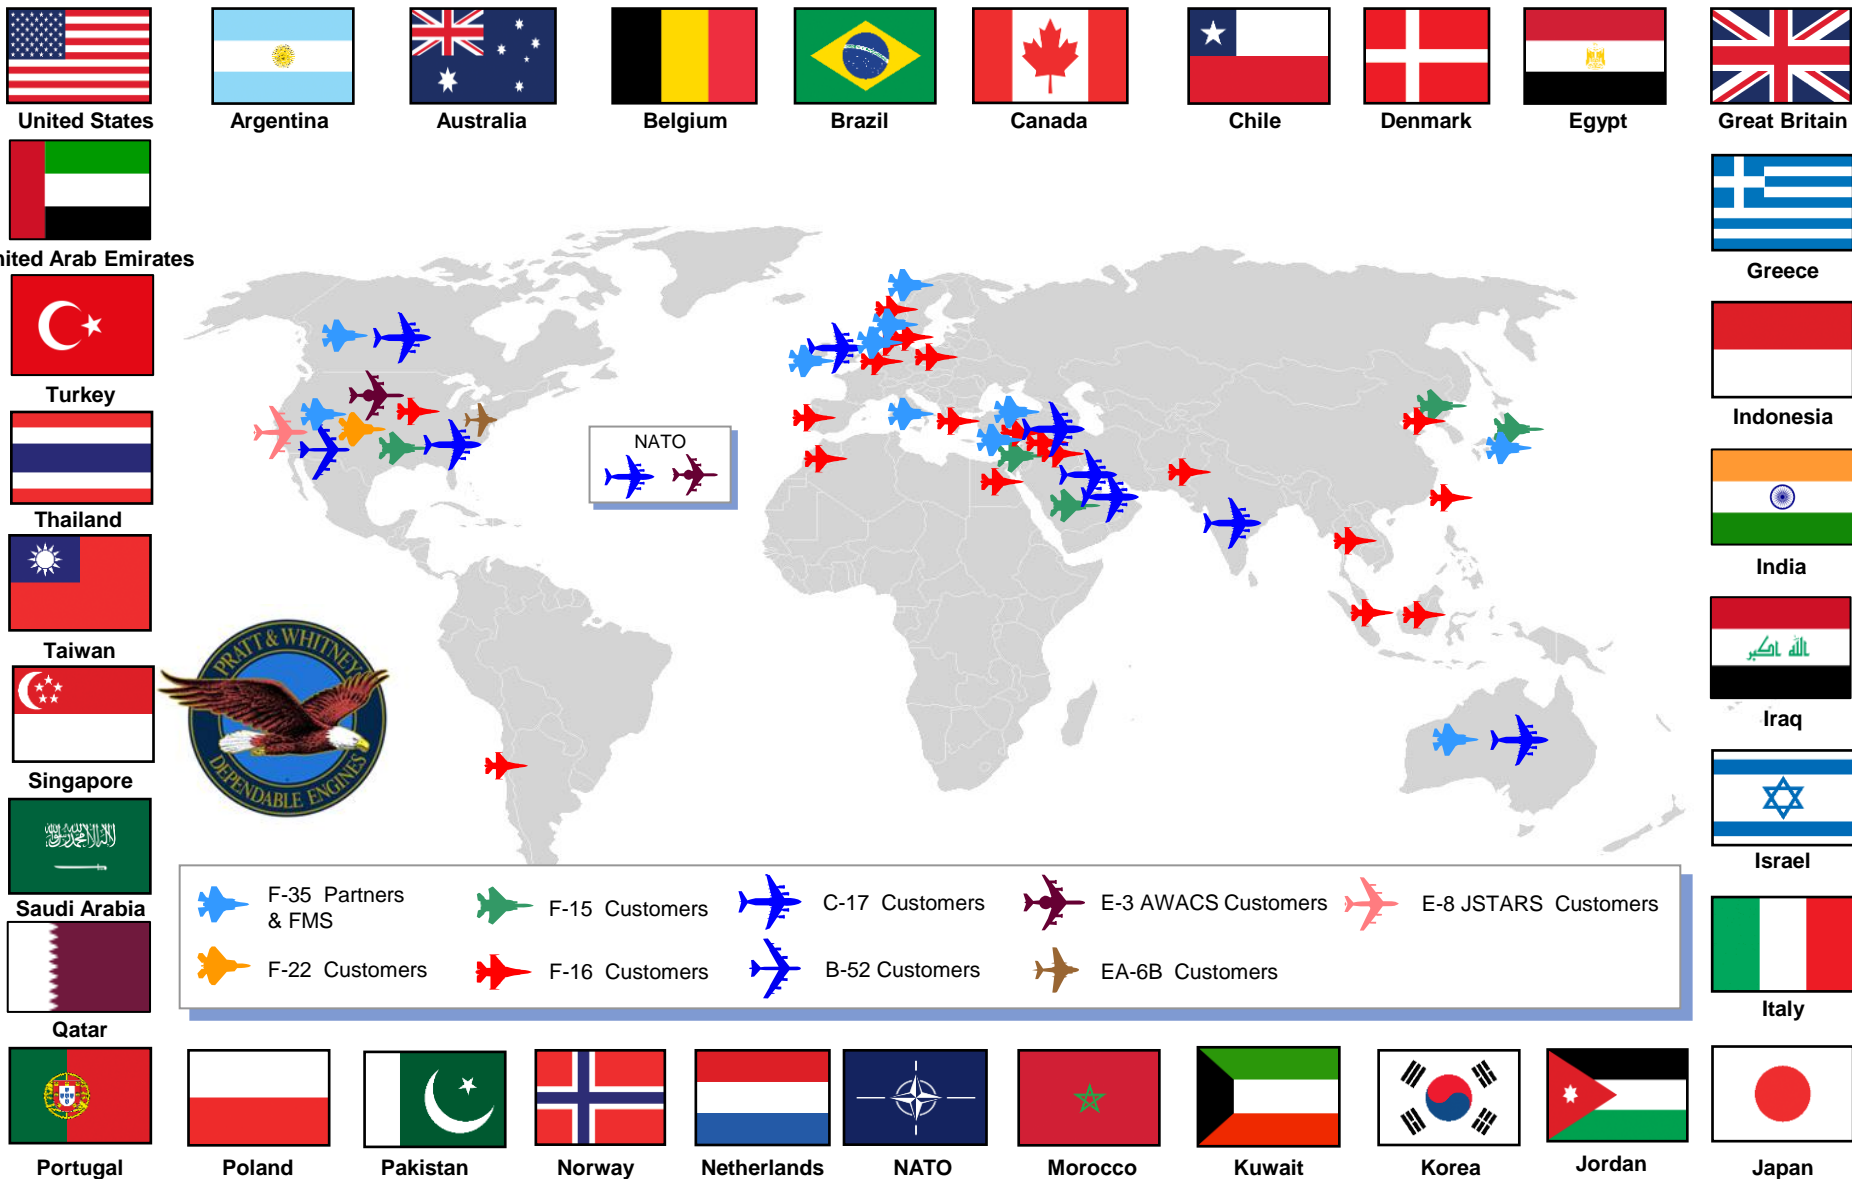 United States
Argentina
Australia
Belgium
Brazil
Canada
Chile
Denmark
Egypt
Great Britain
nited Arab Emirates
Greece
Turkey
Indonesia
NATO
Thailand
India
Taiwan
PRATT & WHITNEY
DEPENDABLE ENGINES
Iraq
الله اكبر
Singapore
Israel
Saudi Arabia
F-35 Partners
& FMS
F-15 Customers
C-17 Customers
E-3 AWACS Customers
E-8 JSTARS Customers
F-22 Customers
F-16 Customers
B-52 Customers
EA-6B Customers
Qatar
Italy
Portugal
Poland
Pakistan
Norway
Netherlands
NATO
Morocco
Kuwait
Korea
Jordan
Japan